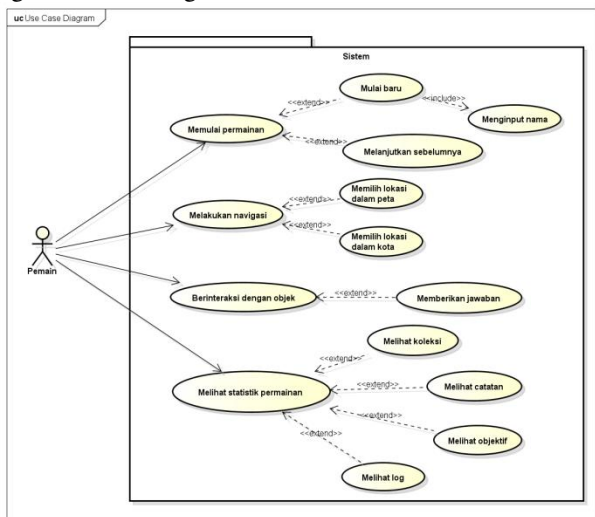 uc Use Case Diagram
Sistem
Mulai baru
<<extend>>
<<include>>
Menginput nama
Memulai permainan
<<extend>>
Melanjutkan sebelumnya
Memilih lokasi
dalam peta
<<extend>>
Melakukan navigasi
<<extend>>
Memilih lokasi
dalam kota
Pemain
Berinteraksi dengan objek
<<extend>>
Memberikan jawaban
Melihat koleksi
<<extend>>
Melihat statistik permainan
<<extend>>
Melihat catatan
<<extend>>
Melihat objektif
<<extend>>
Melihat log